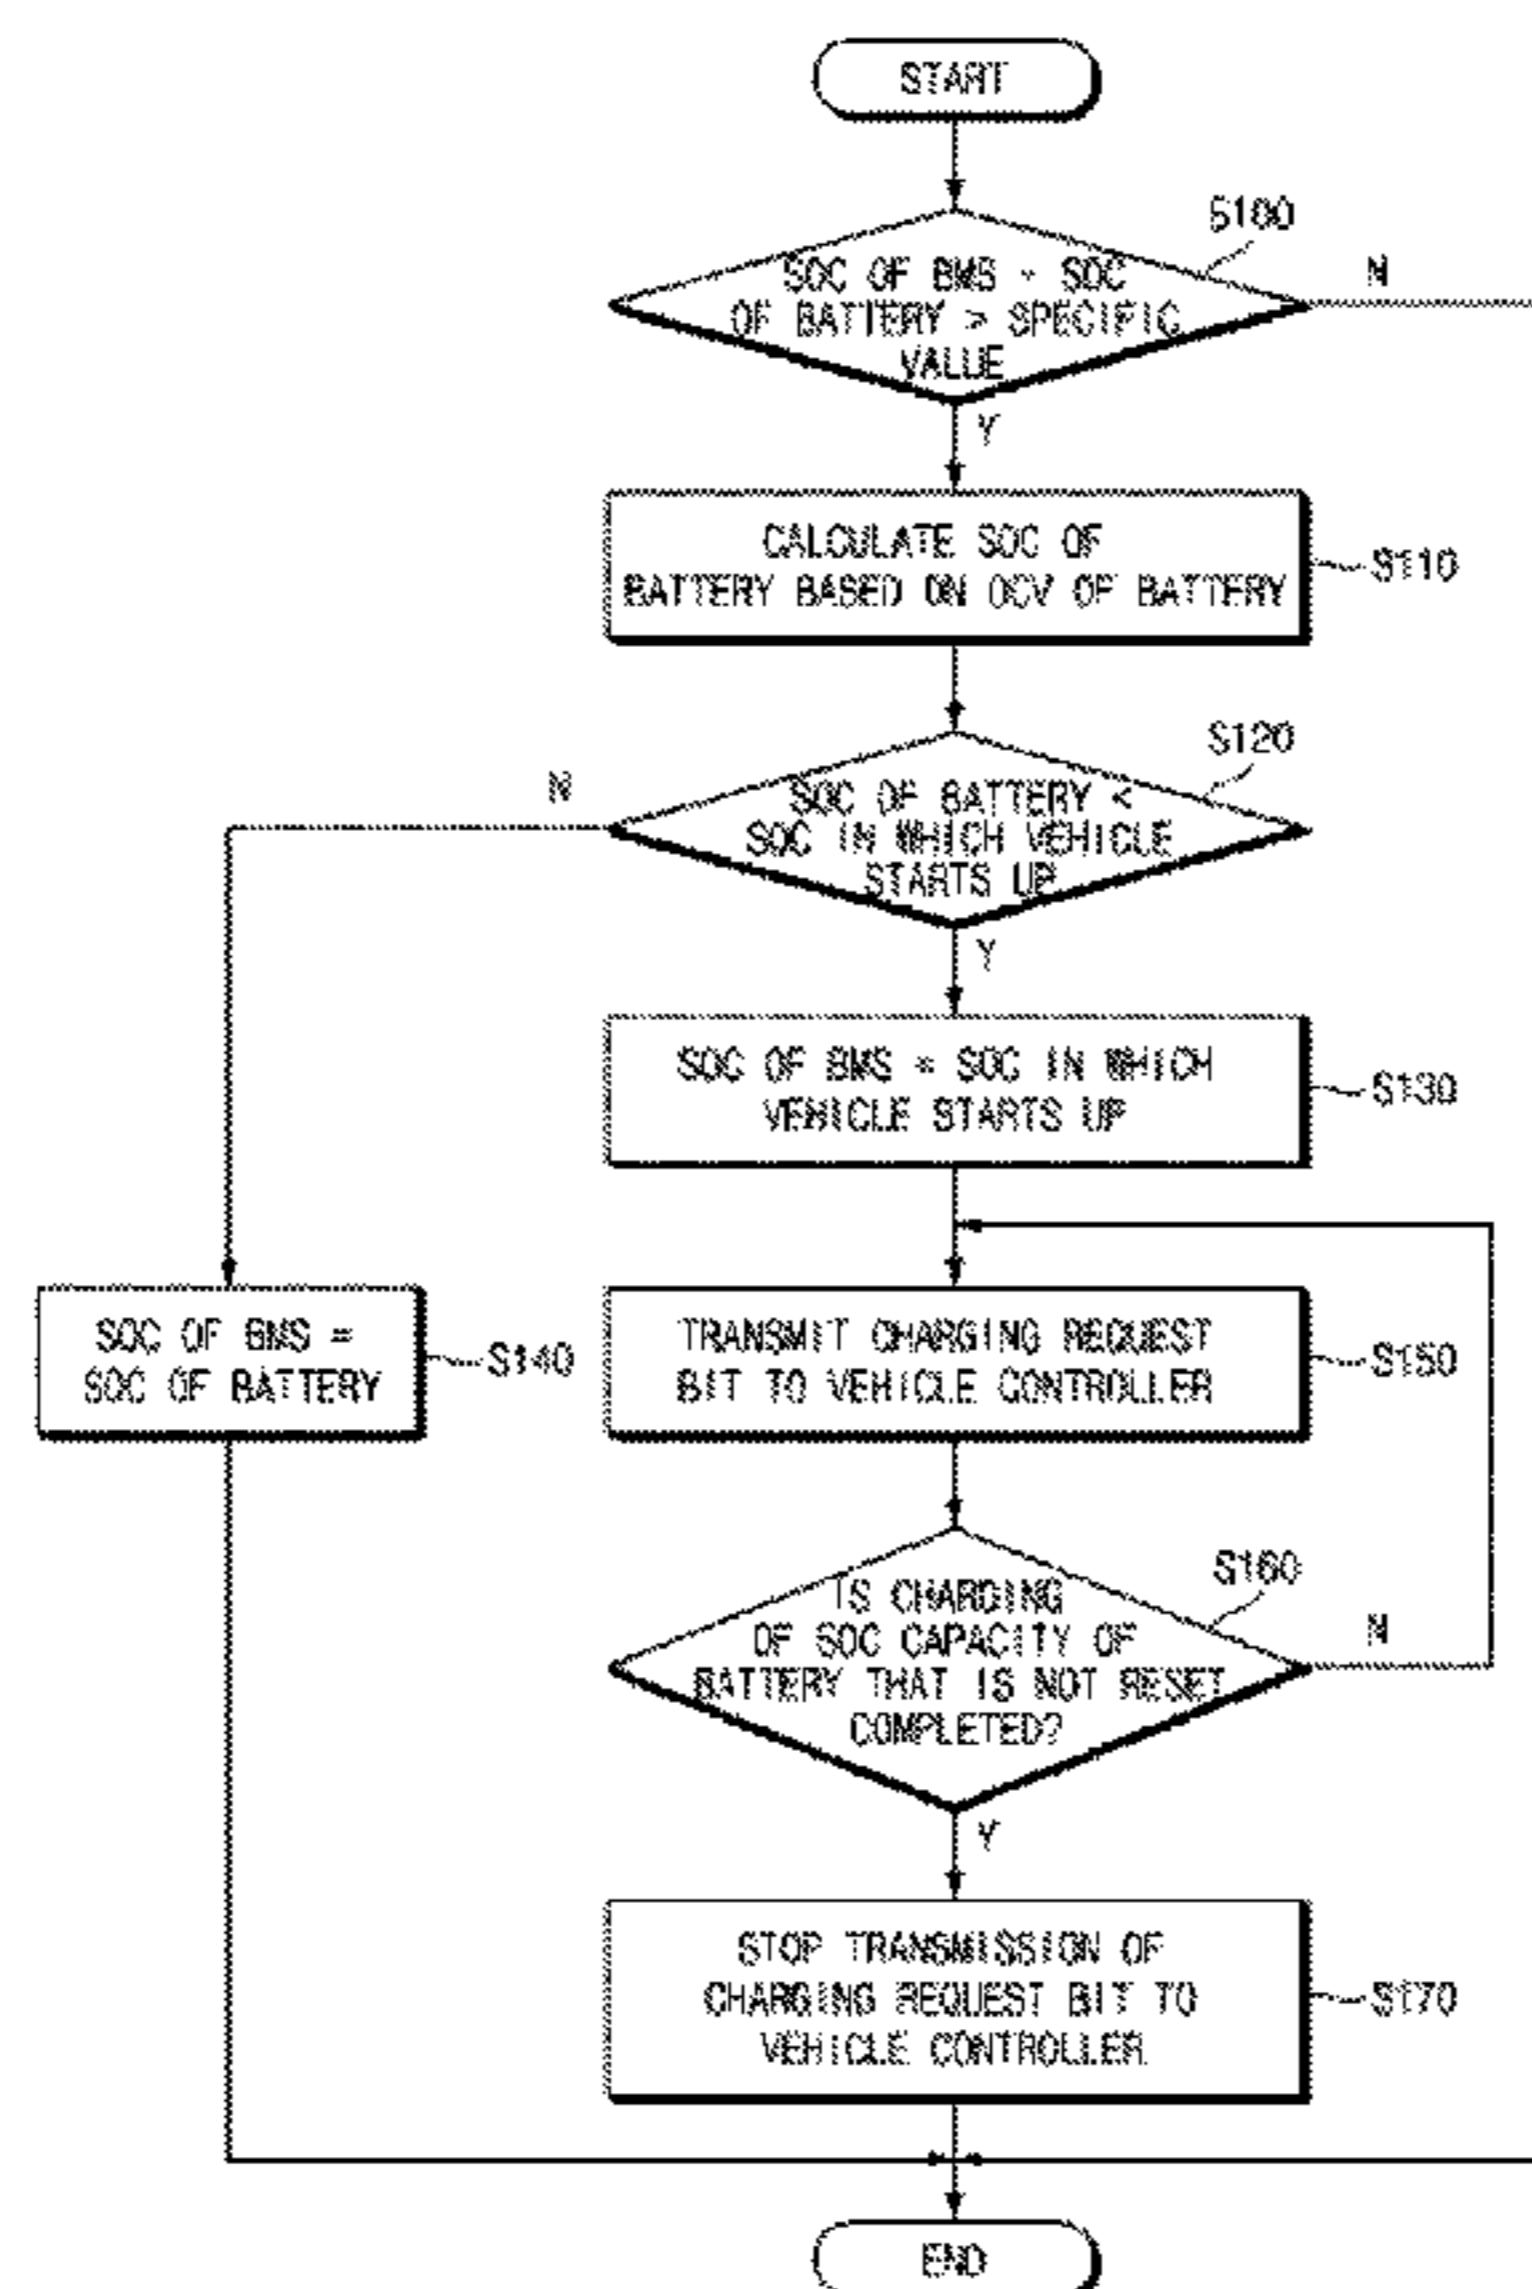 START
S100
SOC OF BMS - SOC
OF BATTERY > SPECIFIC
VALUE
N
Y
CALCULATE SOC OF
BATTERY BASED ON OCV OF BATTERY
S110
S120
N
SOC OF BATTERY <
SOC IN WHICH VEHICLE
STARTS UP
Y
SOC OF BMS = SOC IN WHICH
VEHICLE STARTS UP
S130
SOC OF BMS =
SOC OF BATTERY
S140
TRANSMIT CHARGING REQUEST
BIT TO VEHICLE CONTROLLER
S150
S160
IS CHARGING
OF SOC CAPACITY OF
BATTERY THAT IS NOT RESET
COMPLETED?
N
Y
STOP TRANSMISSION OF
CHARGING REQUEST BIT TO
VEHICLE CONTROLLER
S170
END